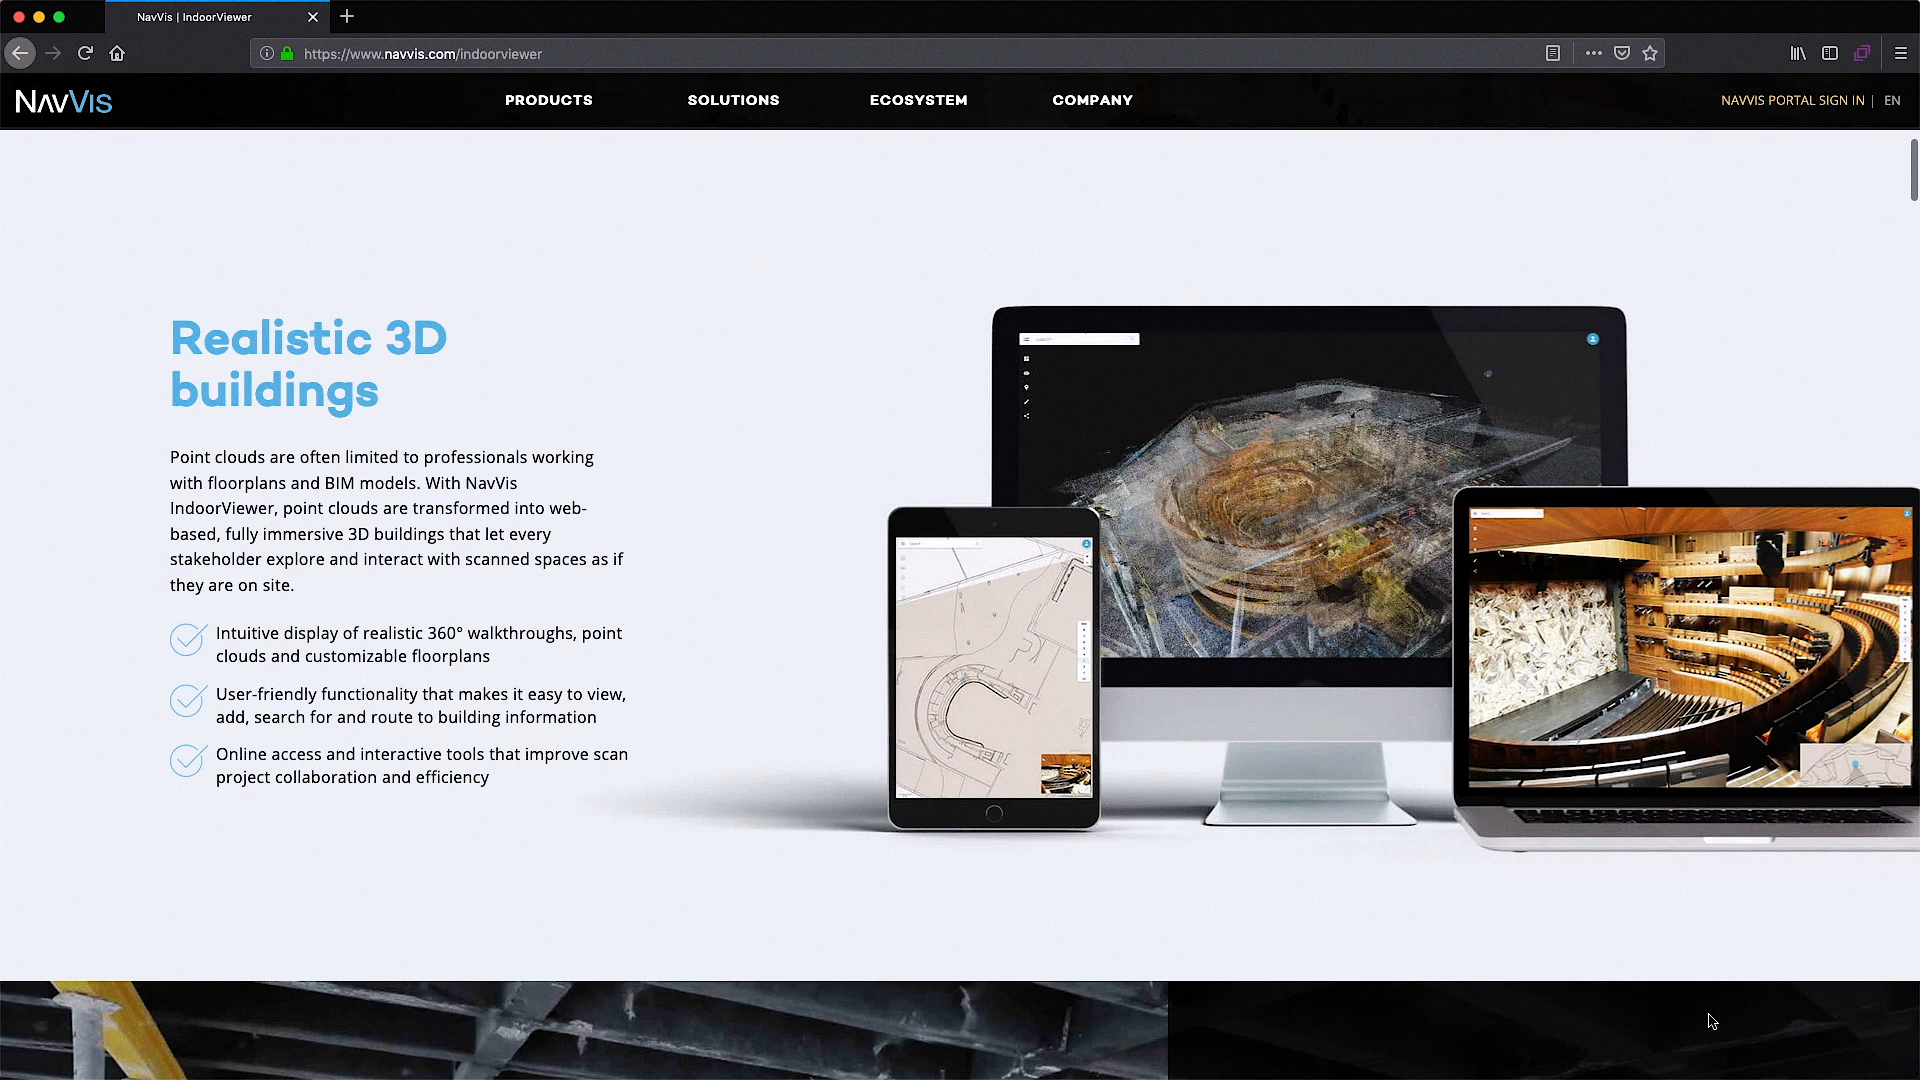 NavVis | IndoorViewer
https://www.navvis.com/indoorviewer
NAVVIS
PRODUCTS
SOLUTIONS
ECOSYSTEM
COMPANY
NAVVIS PORTAL SIGN IN | EN
Realistic 3D
buildings
Point clouds are often limited to professionals working
with floorplans and BIM models. With NavVis
IndoorViewer, point clouds are transformed into web-
based, fully immersive 3D buildings that let every
stakeholder explore and interact with scanned spaces as if
they are on site.
Intuitive display of realistic 360° walkthroughs, point
clouds and customizable floorplans
User-friendly functionality that makes it easy to view,
add, search for and route to building information
Online access and interactive tools that improve scan
project collaboration and efficiency